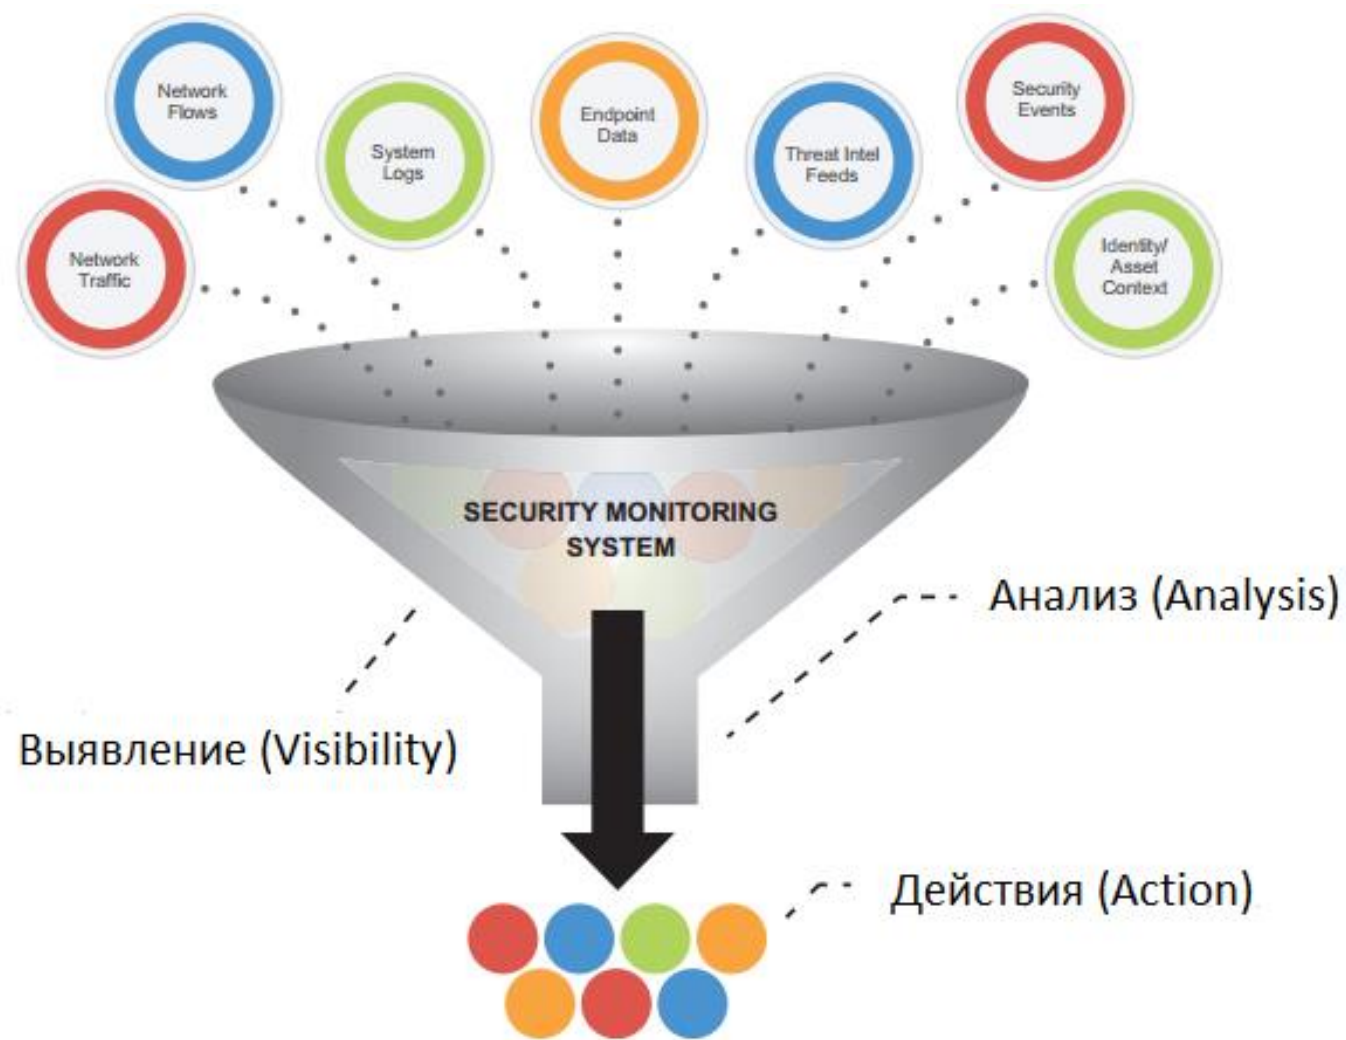 Network
Flows
System
Logs
Endpoint
Data
Threat Intel
Feeds
Security
Events
Network
Traffic
Identity/
Asset
Context
SECURITY MONITORING
SYSTEM
Анализ (Analysis)
Выявление (Visibility)
Действия (Action)